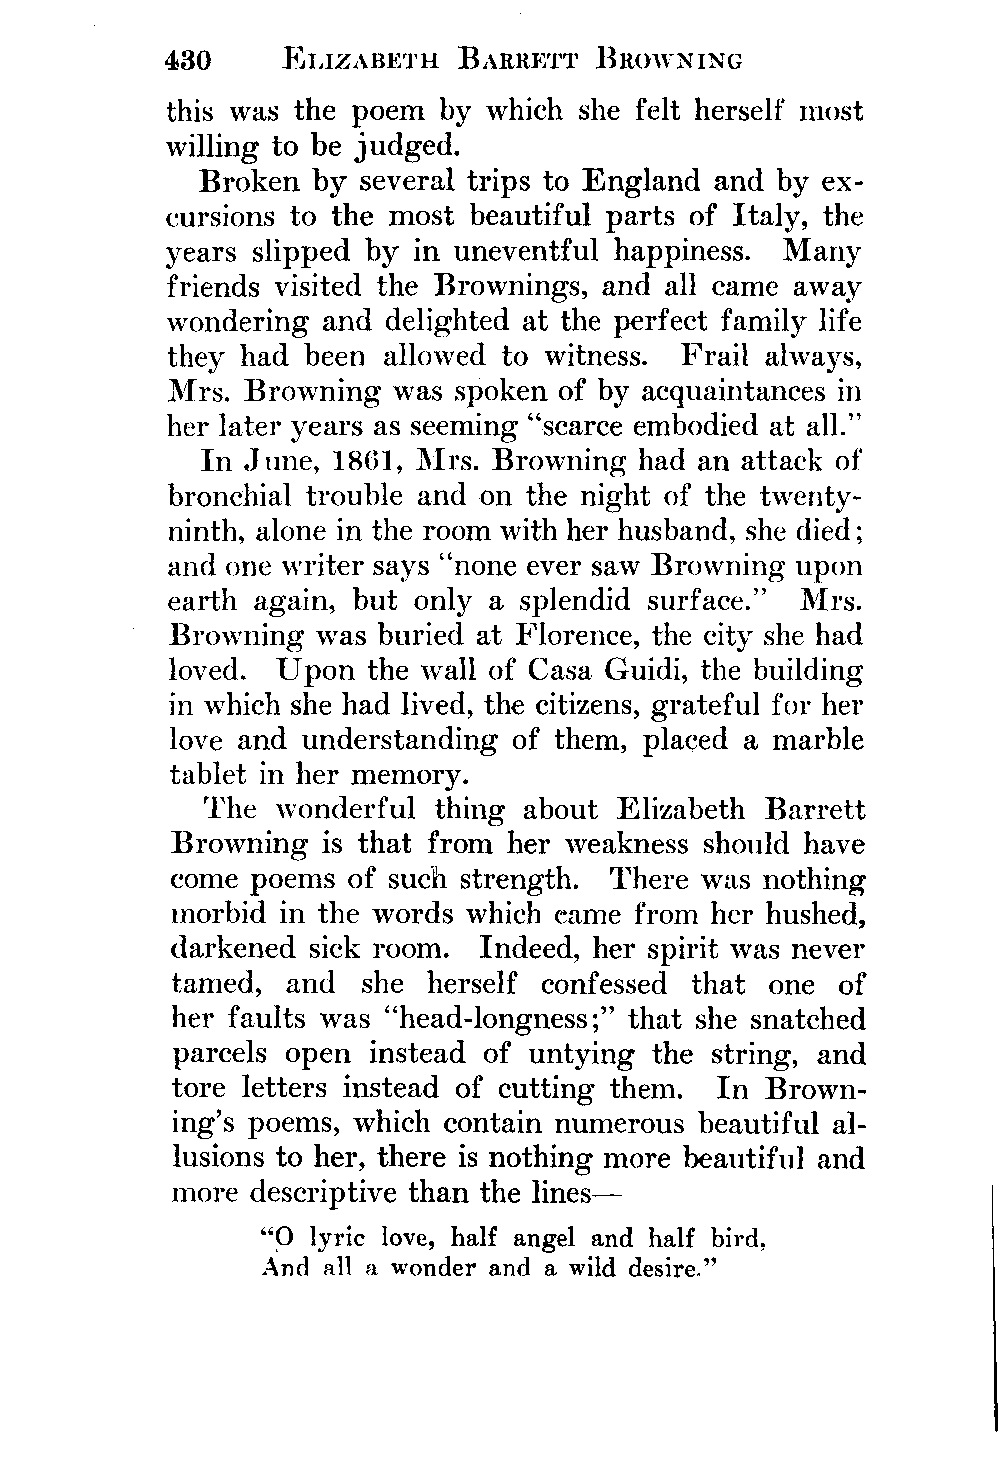 430 ELIZABETH BARRETT BROWNING
this was the poem by which she felt herself most
willing to be judged.
Broken by several trips to England and by ex-
cursions to the most beautiful parts of Italy, the
years slipped by in uneventful happiness. Many
friends visited the Brownings, and all came away
wondering and delighted at the perfect family life
they had been allowed to witness. Frail always,
Mrs. Browning was spoken of by acquaintances in
her later years as seeming “scarce embodied at all.”
In June, 1861, Mrs. Browning had an attack of
bronchial trouble and on the night of the twenty-
ninth, alone in the room with her husband, she died;
and one writer says “none ever saw Browning upon
earth again, but only a splendid surface.” Mrs.
Browning was buried at Florence, the city she had
loved. Upon the wall of Casa Guidi, the building
in which she had lived, the citizens, grateful for her
love and understanding of them, placed a marble
tablet in her memory.
The wonderful thing about Elizabeth Barrett
Browning is that from her weakness should have
come poems of such strength. There was nothing
morbid in the words which came from her hushed,
darkened sick room. Indeed, her spirit was never
tamed, and she herself confessed that one of
her faults was “head-longness;” that she snatched
parcels open instead of untying the string, and
tore letters instead of cutting them. In Brown-
ing’s poems, which contain numerous beautiful al-
lusions to her, there is nothing more beautiful and
more descriptive than the lines—
“O lyric love, half angel and half bird,
And all a wonder and a wild desire.”